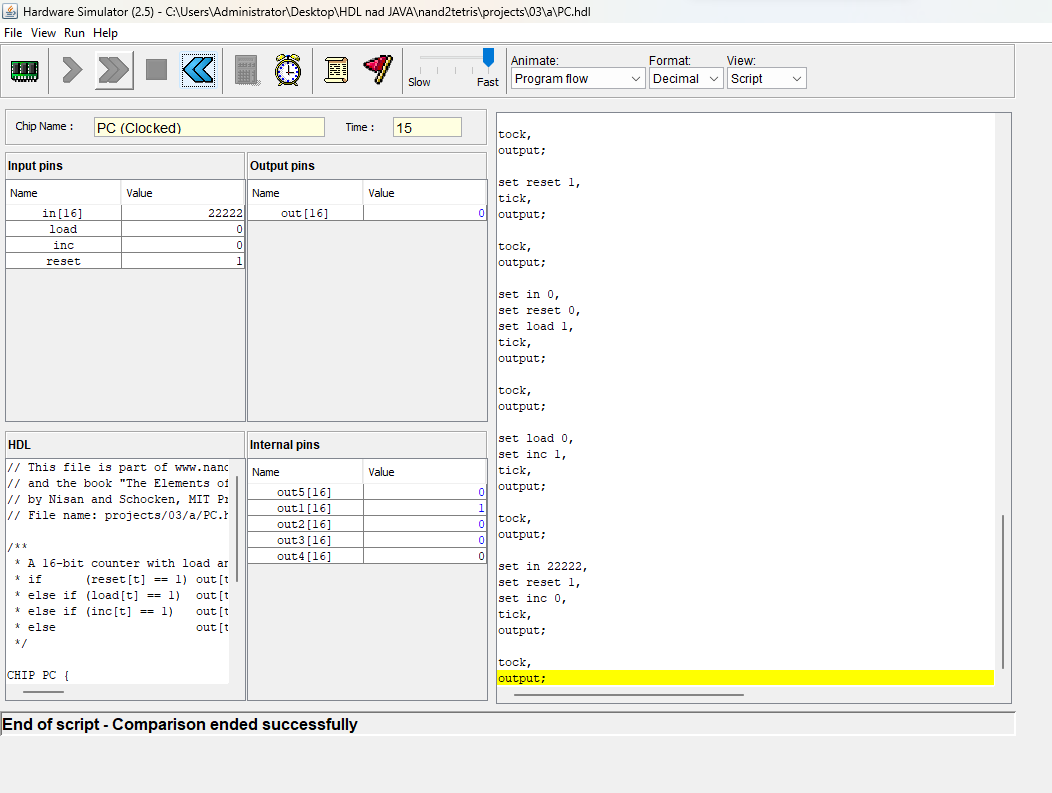 Hardware Simulator (2.5) - C:\Users\Administrator\Desktop\HDL nad JAVA\nand2tetris\projects\03\a\PC.hdl
File View Run Help
Animate: Format: View:
Slow Fast Program flow Decimal Script
Chip Name : PC (Clocked) Time : 15
Input pins
Name Value
in[16] 22222
load 0
inc 0
reset 1
Output pins
Name Value
out[16] 0
HDL
// This file is part of www.nand
// and the book "The Elements of
// by Nisan and Schocken, MIT Pr
// File name: projects/03/a/PC.h
/**
* A 16-bit counter with load an
* if (reset[t] == 1) out[t
* else if (load[t] == 1) out[t
* else if (inc[t] == 1) out[t
* else out[t
*/
CHIP PC {
Internal pins
Name Value
out5[16] 0
out1[16] 1
out2[16] 0
out3[16] 0
out4[16] 0
tock,
output;
set reset 1,
tick,
output;
tock,
output;
set in 0,
set reset 0,
set load 1,
tick,
output;
tock,
output;
set load 0,
set inc 1,
tick,
output;
tock,
output;
set in 22222,
set reset 1,
set inc 0,
tick,
output;
tock,
output;
End of script - Comparison ended successfully